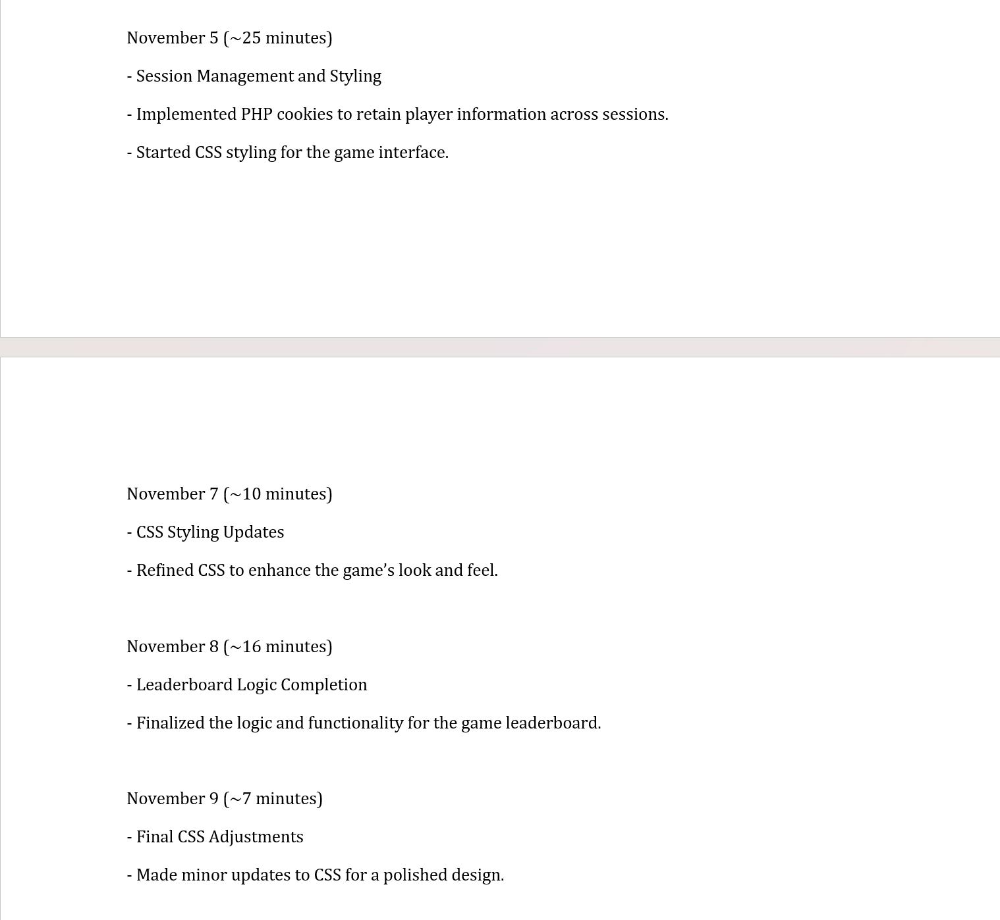 November 5 (~25 minutes)
- Session Management and Styling
- Implemented PHP cookies to retain player information across sessions.
- Started CSS styling for the game interface.
November 7 (~10 minutes)
- CSS Styling Updates
- Refined CSS to enhance the game’s look and feel.
November 8 (~16 minutes)
- Leaderboard Logic Completion
- Finalized the logic and functionality for the game leaderboard.
November 9 (~7 minutes)
- Final CSS Adjustments
- Made minor updates to CSS for a polished design.